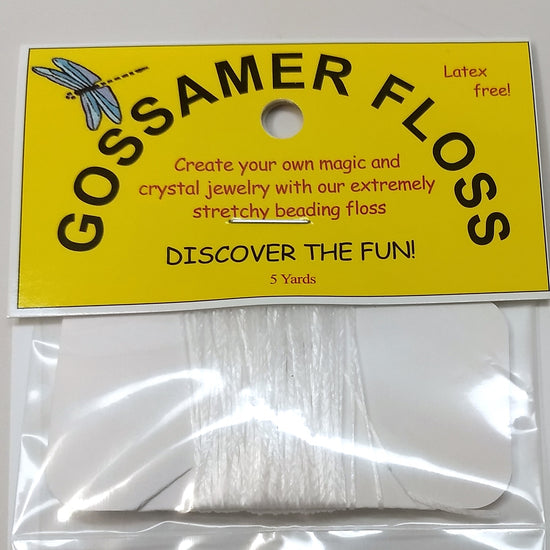 GOSSAMER FLOSS
Latex
free!
Create your own magic and
crystal jewelry with our extremely
stretchy beading floss
DISCOVER THE FUN!
5 Yards